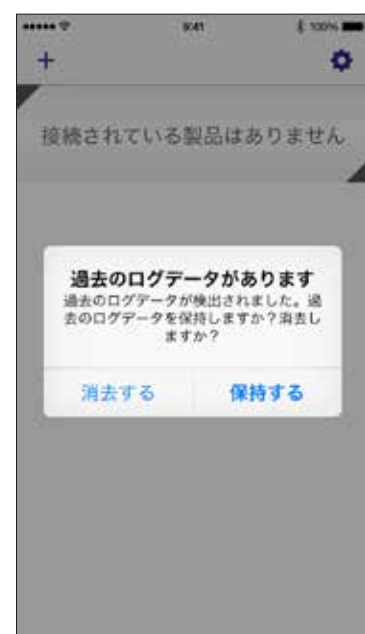 9:41
100%
+
接続されている製品はありません
過去のログデータがあります
過去のログデータが検出されました。過
去のログデータを保持しますか？消去し
ますか？
消去する
保持する